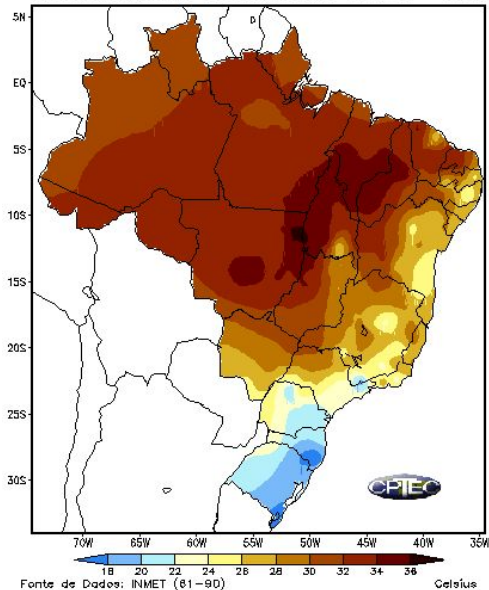 5N
EQ
5S
10S
15S
20S
25S
30S
CPTEC
70W 65W 60W 55W 50W 45W 40W 35W
18 20 22 24 26 28 30 32 34 36
Fonte de Dados: INMET (61-90) Celsius